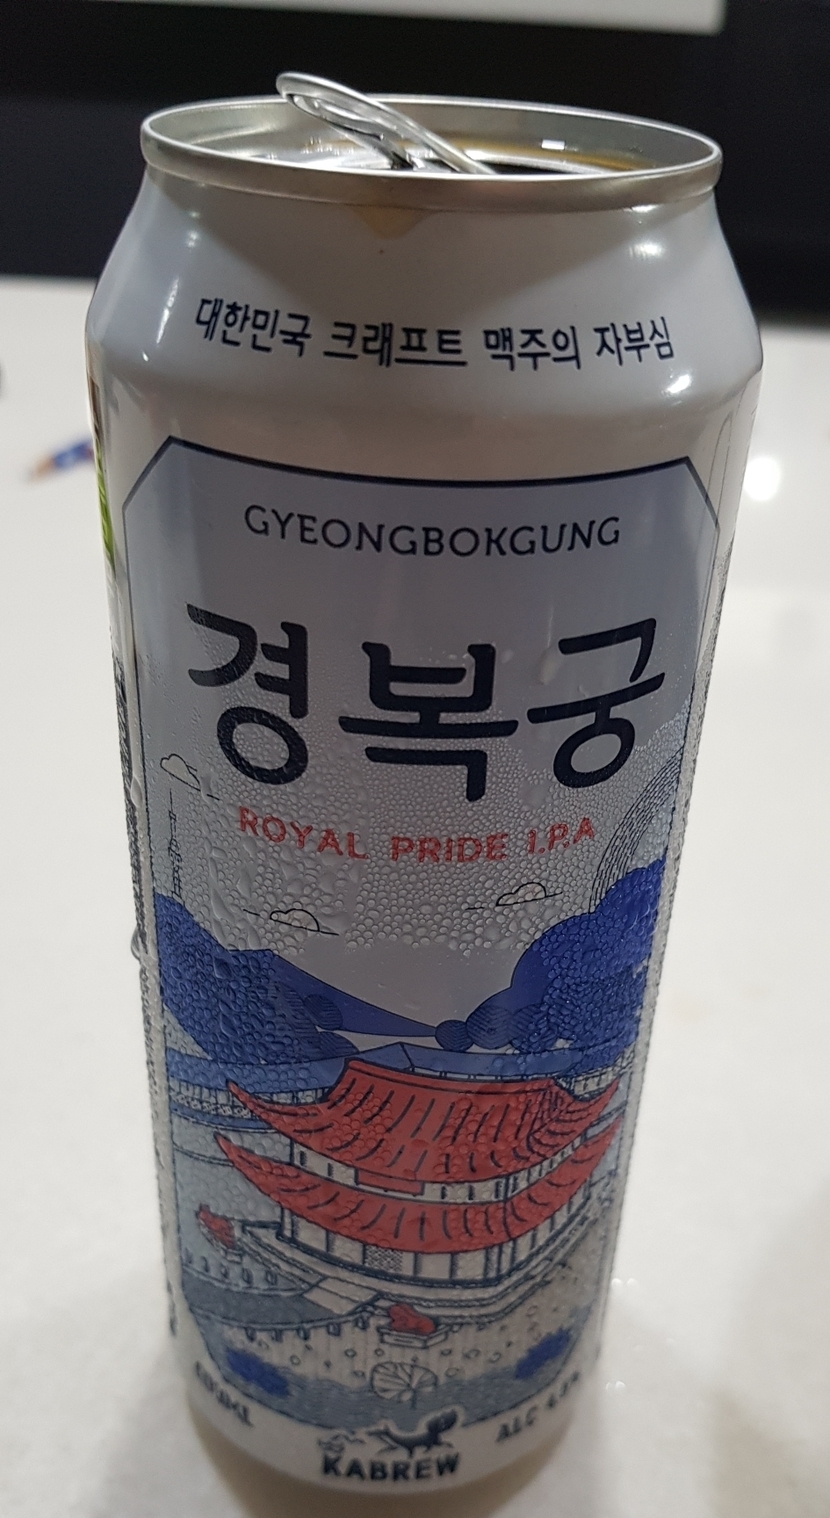 대한민국 크래프트 맥주의 자부심
GYEONGBOKGUNG
경복궁
ROYAL PRIDE I.P.A
ALC
KABREW